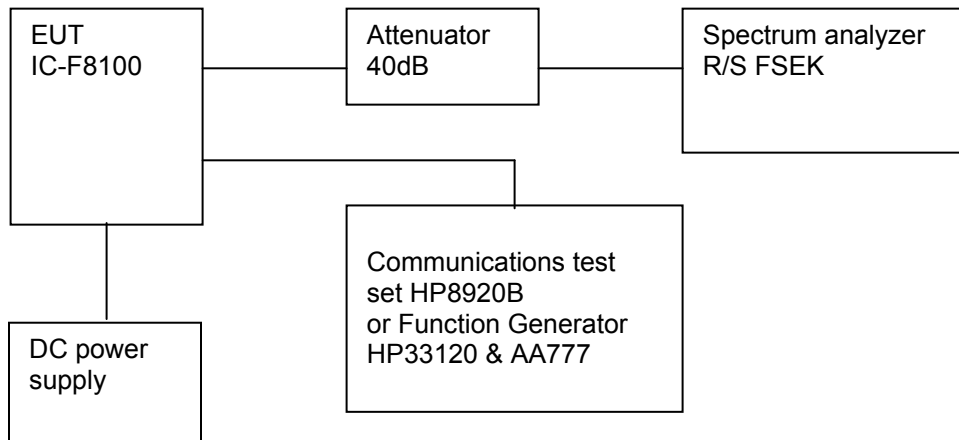 EUT
IC-F8100
Attenuator
40dB
Spectrum analyzer
R/S FSEK
Communications test
set HP8920B
or Function Generator
HP33120 & AA777
DC power
supply